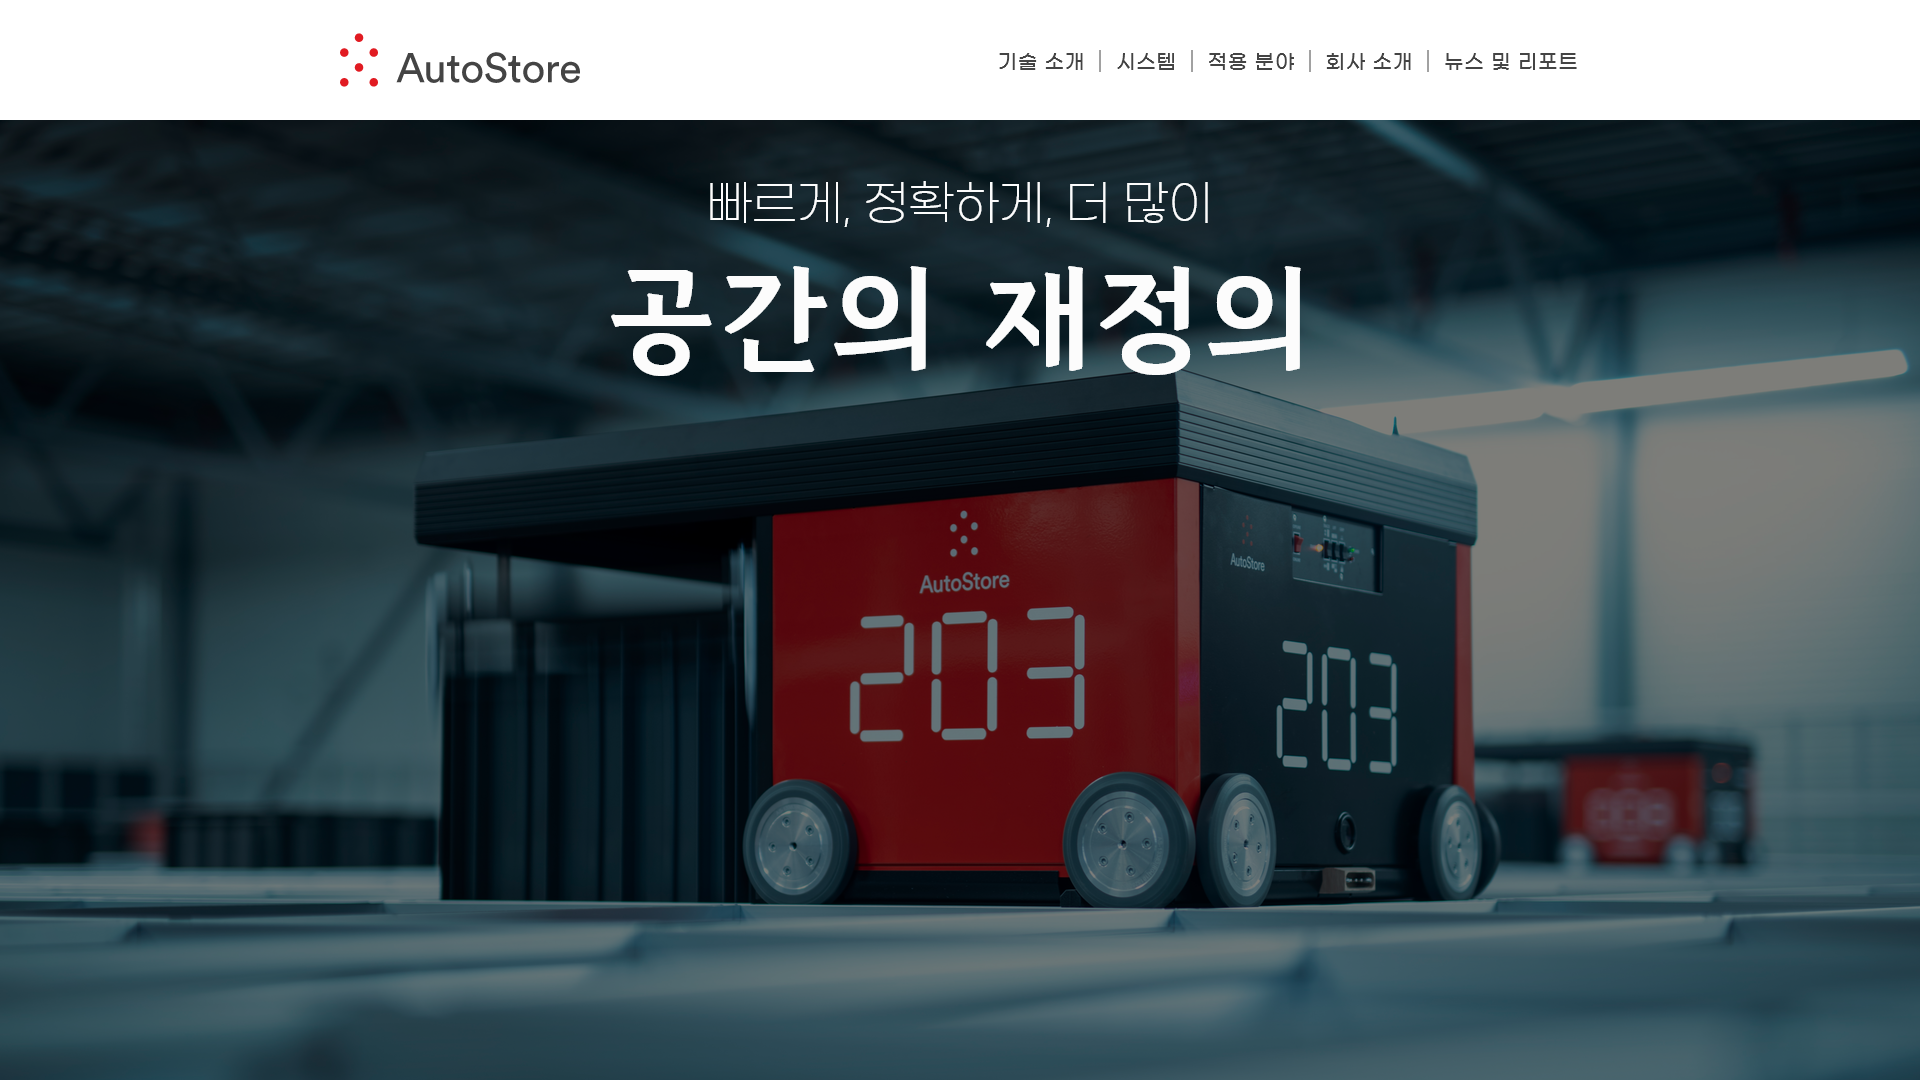 AutoStore
기술 소개 | 시스템 | 적용 분야 | 회사 소개 | 뉴스 및 리포트
빠르게, 정확하게, 더 많이
공간의 재정의
AutoStore
203
AutoStore
203